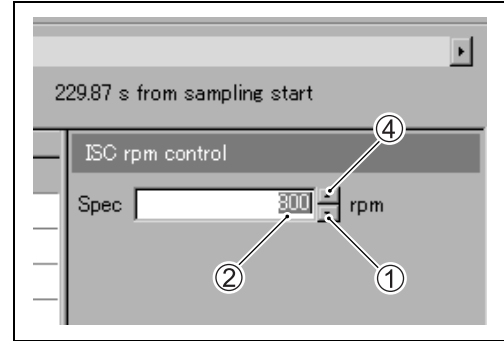 229.87 s from sampling start
④
ISC rpm control
Spec 800 rpm
② ①